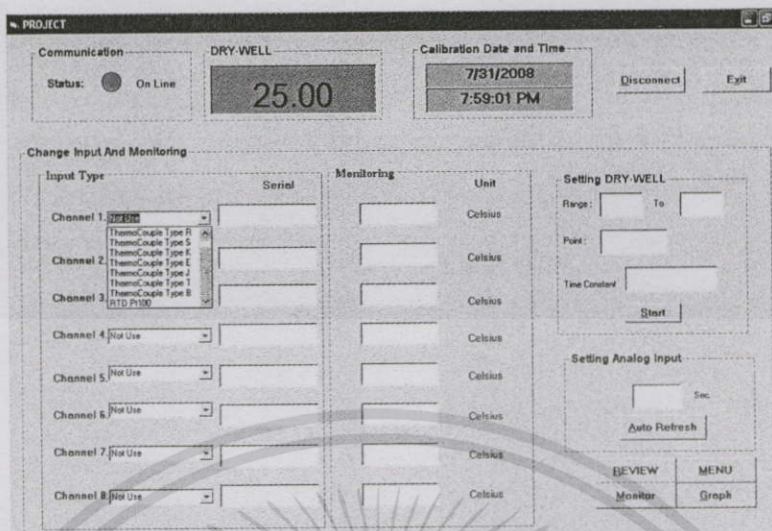 PROJECT
Communication
Status: On Line
DRY-WELL
25.00
Calibration Date and Time
7/31/2008
7:59:01 PM
Disconnect
Exit
Change Input And Monitoring
Input Type
Serial
Monitoring
Unit
Channel 1. Not Use
Celsius
ThermoCouple Type R
ThermoCouple Type S
ThermoCouple Type K
ThermoCouple Type E
ThermoCouple Type J
ThermoCouple Type T
ThermoCouple Type B
RTD Pt100
Channel 2.
Celsius
Channel 3.
Celsius
Channel 4. Not Use
Celsius
Channel 5. Not Use
Celsius
Channel 6. Not Use
Celsius
Channel 7. Not Use
Celsius
Channel 8. Not Use
Celsius
Setting DRY-WELL
Range : To
Point :
Time Constant
Start
Setting Analog Input
Sec
Auto Refresh
REVIEW
MENU
Monitor
Graph